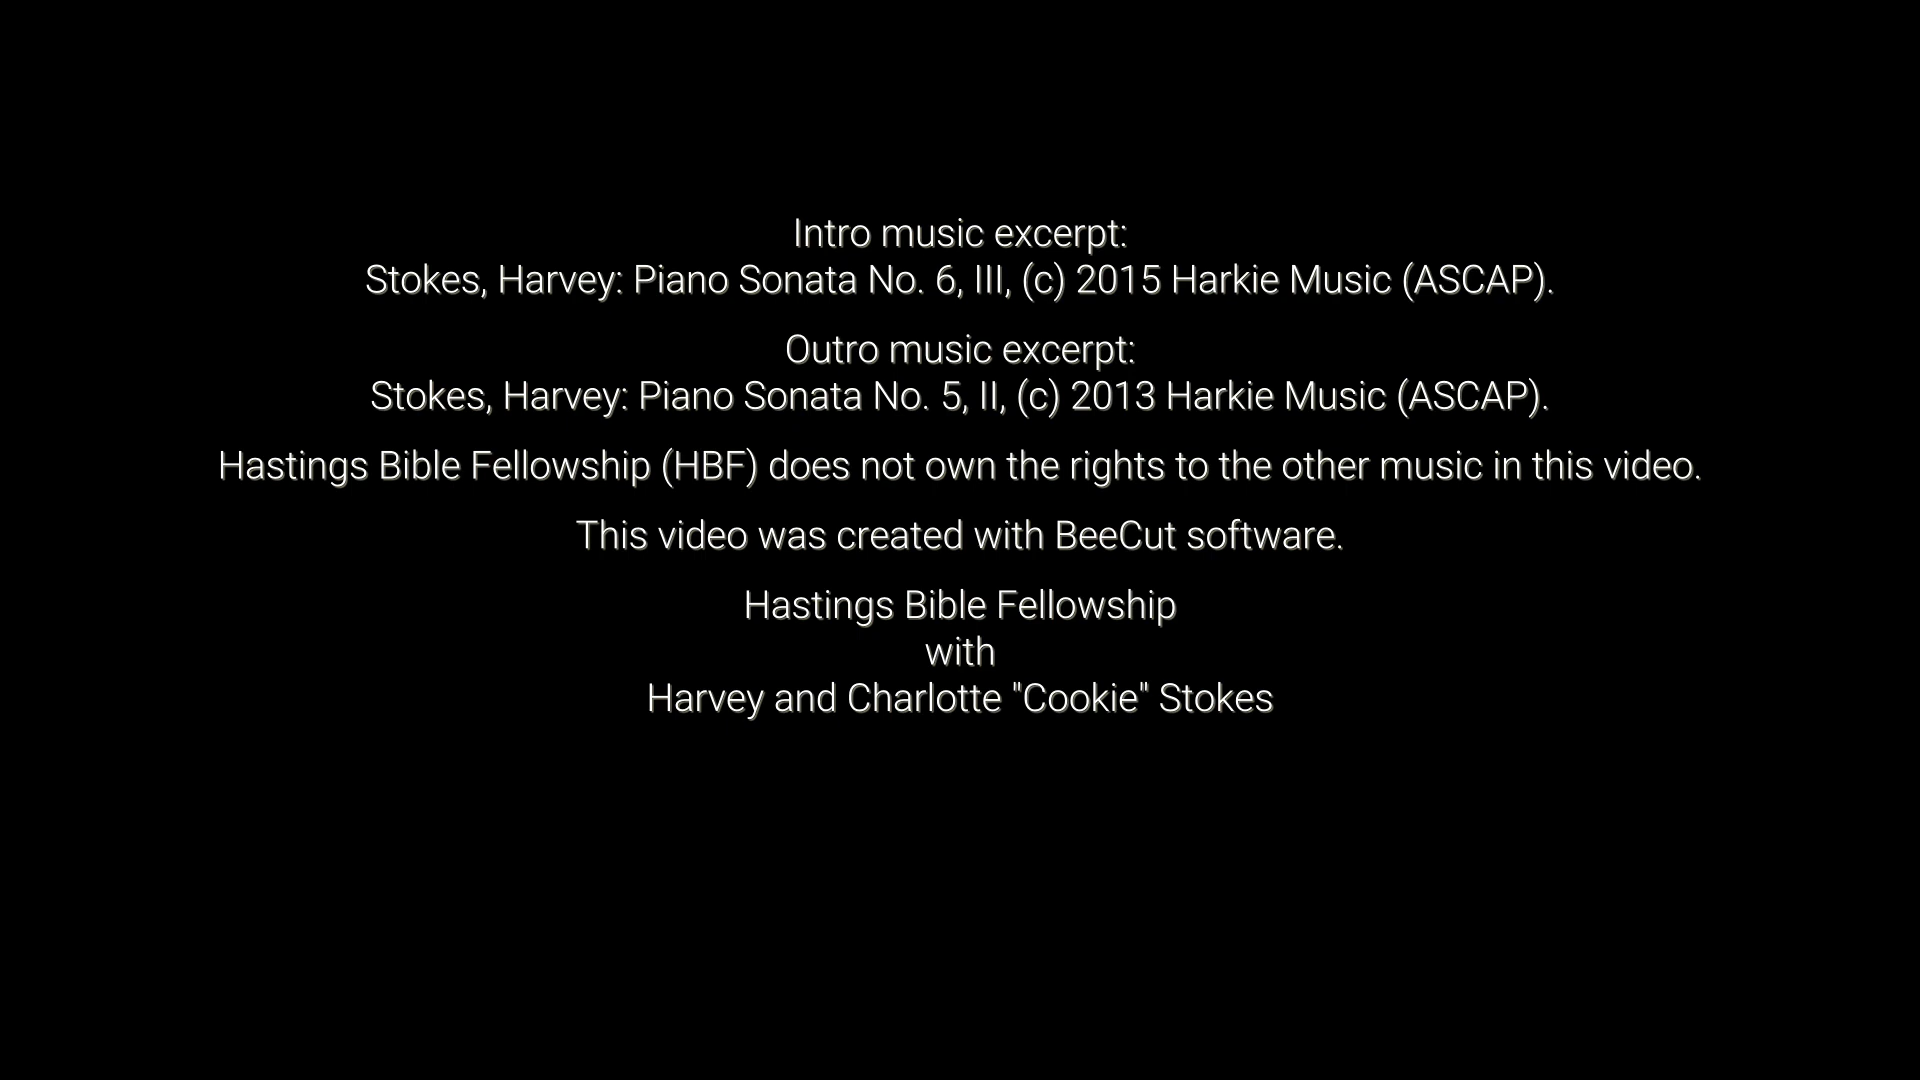 Intro music excerpt:
Stokes, Harvey: Piano Sonata No. 6, III, (c) 2015 Harkie Music (ASCAP).
Outro music excerpt:
Stokes, Harvey: Piano Sonata No. 5, II, (c) 2013 Harkie Music (ASCAP).
Hastings Bible Fellowship (HBF) does not own the rights to the other music in this video.
This video was created with BeeCut software.
Hastings Bible Fellowship
with
Harvey and Charlotte "Cookie" Stokes